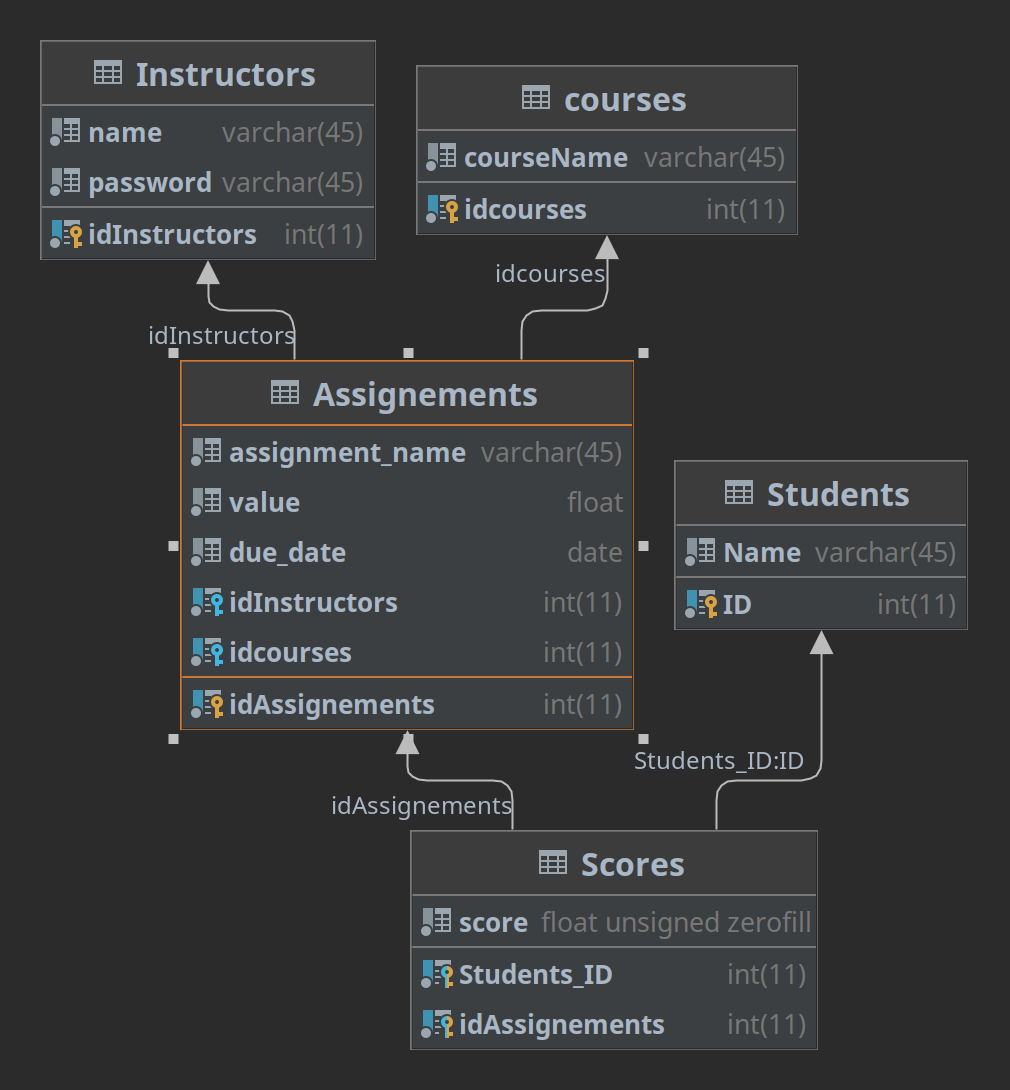 Instructors
name varchar(45)
password varchar(45)
idInstructors int(11)
courses
courseName varchar(45)
idcourses int(11)
idcourses
idInstructors
Assignements
assignment_name varchar(45)
value float
due_date date
idInstructors int(11)
idcourses int(11)
idAssignements int(11)
Students
Name varchar(45)
ID int(11)
Students_ID:ID
idAssignements
Scores
score float unsigned zerofill
Students_ID int(11)
idAssignements int(11)